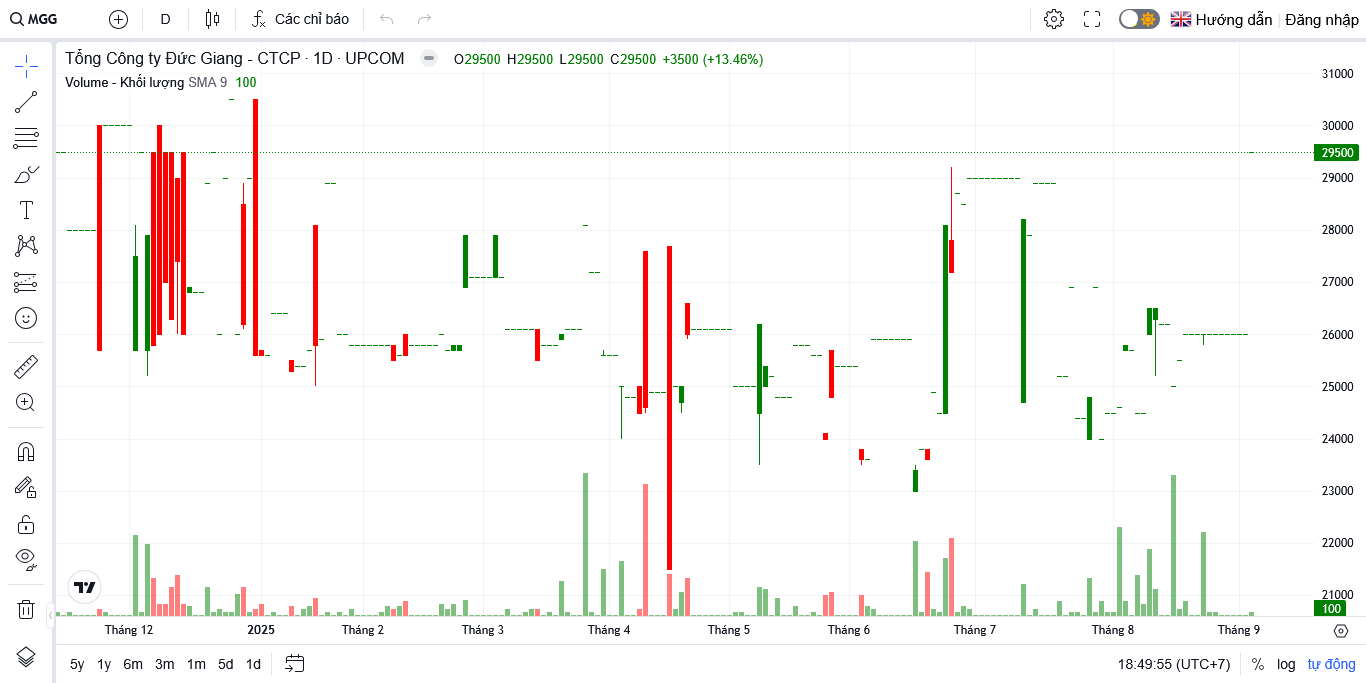 MGG D Các chỉ báo Hướng dẫn Đăng nhập
Tổng Công ty Đức Giang - CTCP · 1D · UPCOM O29500 H29500 L29500 C29500 +3500 (+13.46%)
Volume - Khối lượng SMA 9 100
31000
30000
29500
29000
28000
27000
26000
25000
24000
23000
22000
21000
100
Tháng 12 2025 Tháng 2 Tháng 3 Tháng 4 Tháng 5 Tháng 6 Tháng 7 Tháng 8 Tháng 9
5y 1y 6m 3m 1m 5d 1d 18:49:55 (UTC+7) % log tự động